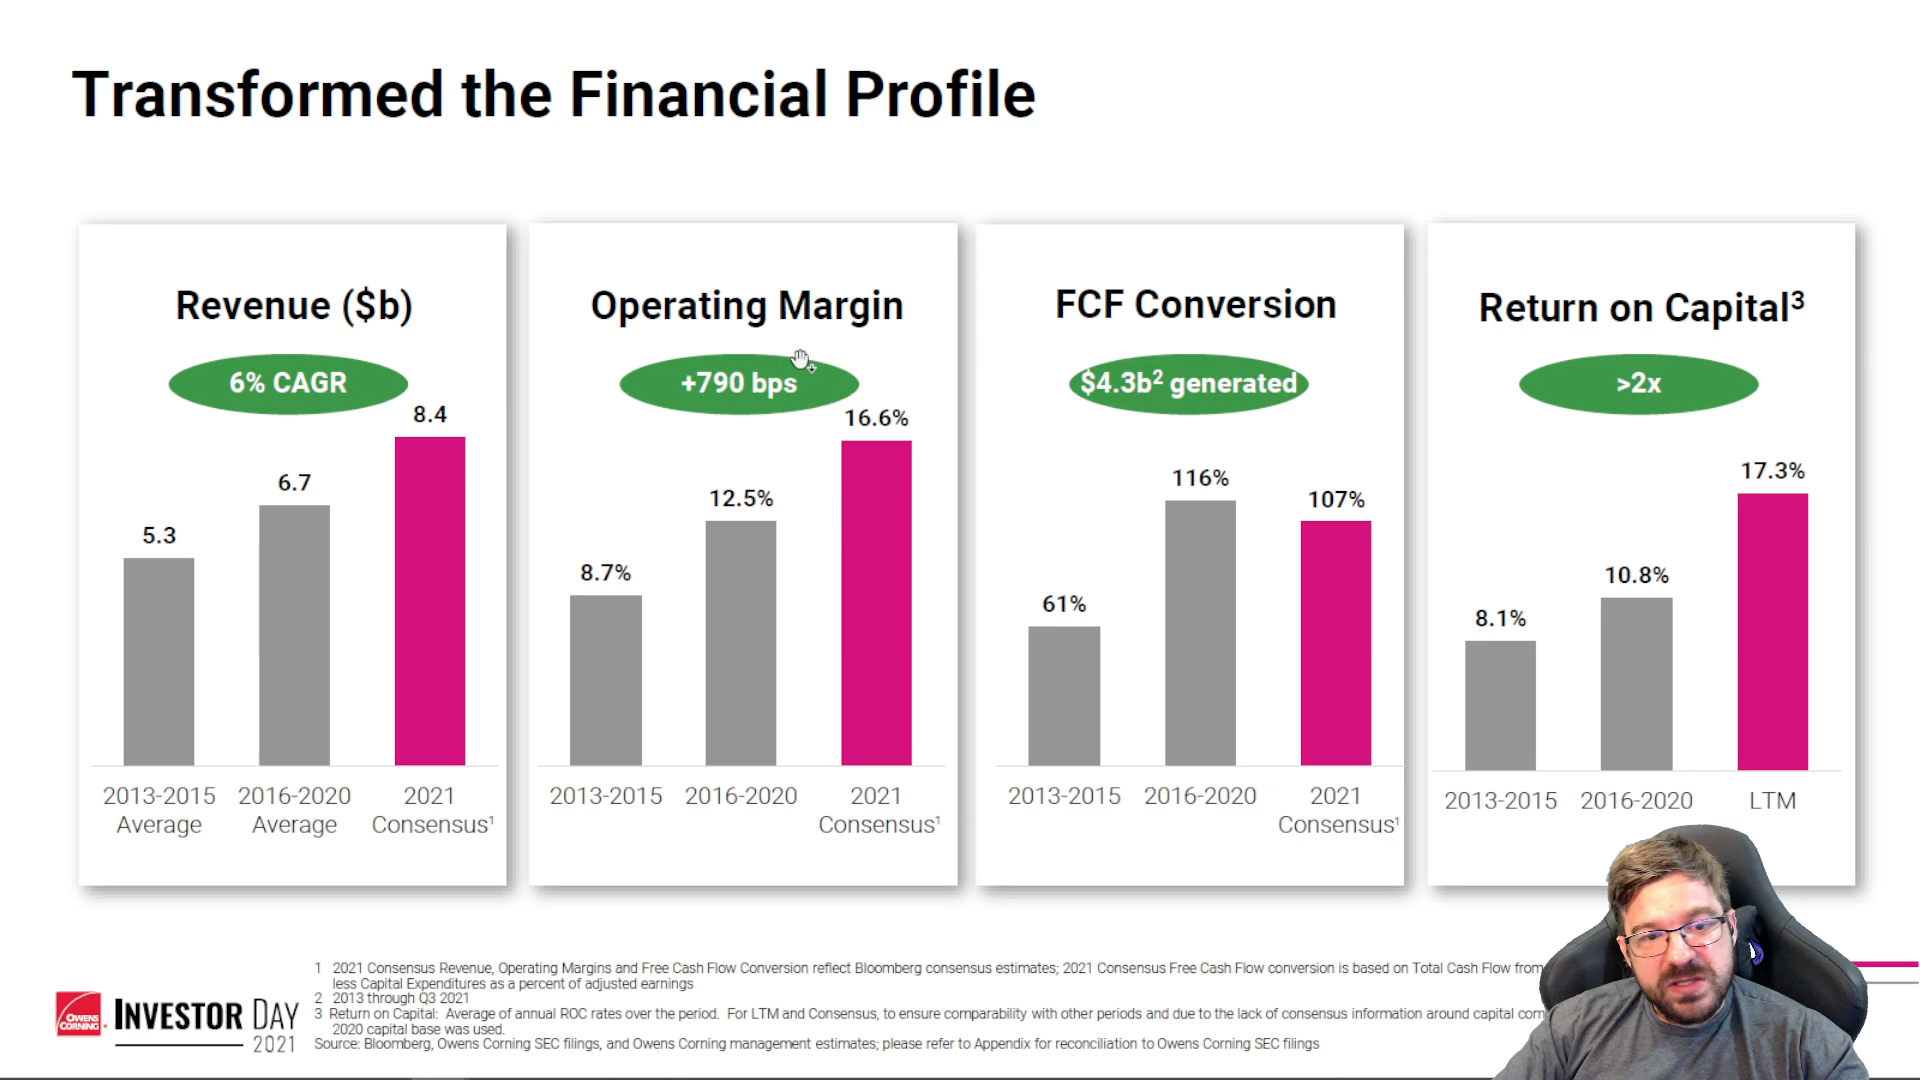 Transformed the Financial Profile
Revenue ($b)
6% CAGR
8.4
6.7
5.3
2013-2015 Average
2016-2020 Average
2021 Consensus¹
Operating Margin
+790 bps
16.6%
12.5%
8.7%
2013-2015
2016-2020
2021 Consensus¹
FCF Conversion
$4.3b² generated
116%
107%
61%
2013-2015
2016-2020
2021 Consensus¹
Return on Capital³
>2x
17.3%
10.8%
8.1%
2013-2015
2016-2020
LTM
1 2021 Consensus Revenue, Operating Margins and Free Cash Flow Conversion reflect Bloomberg consensus estimates; 2021 Consensus Free Cash Flow conversion is based on Total Cash Flow from
less Capital Expenditures as a percent of adjusted earnings
2 2013 through Q3 2021
3 Return on Capital: Average of annual ROC rates over the period. For LTM and Consensus, to ensure comparability with other periods and due to the lack of consensus information around capital
2020 capital base was used.
Source: Bloomberg, Owens Corning SEC filings, and Owens Corning management estimates; please refer to Appendix for reconciliation to Owens Corning SEC filings
OWENS CORNING
INVESTOR DAY
2021